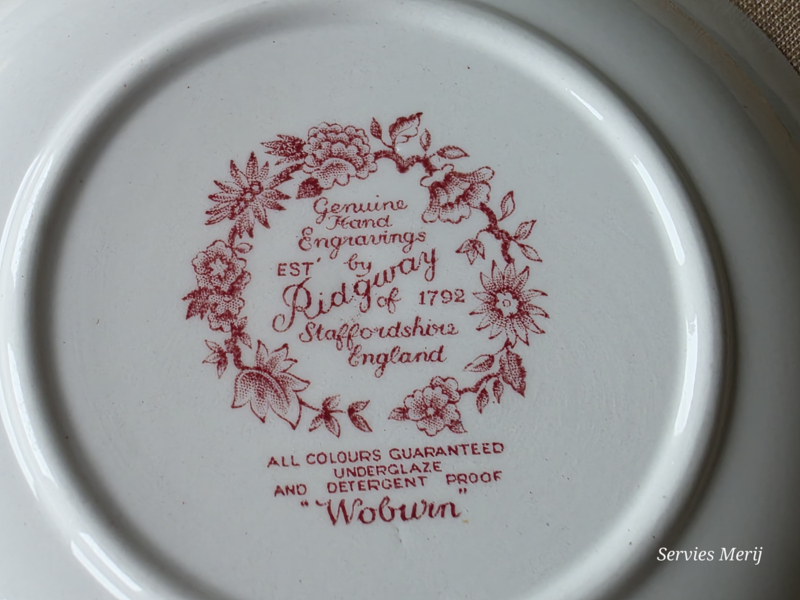 Genuine
Hand
Engravings
EST' by
Ridgway
of 1792
Staffordshire
England
ALL COLOURS GUARANTEED
UNDERGLAZE
AND DETERGENT PROOF
"Woburn"
Servies Merij